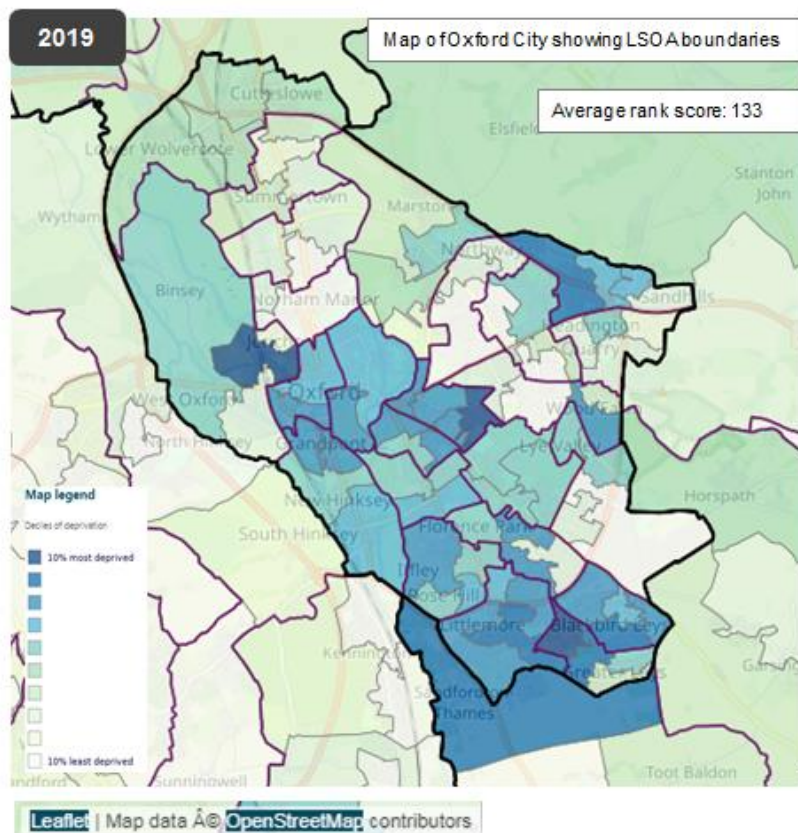 2019
Map of Oxford City showing LSOA boundaries
Average rank score: 133
Cutteslowe
Elsfield
Lower Wolvercote
Stanton
John
Summertown
Marston
Wytham
Northway
Binsey
Norham Manor
Sandhills
Headington
Quarry
Oxford
West Oxford
Wood Farm
North Hinksey
Grandpont
Lye Valley
Map legend
New Hinksey
Horspath
Deciles of deprivation
South Hinksey
Florence Park
10% most deprived
Iffley
Rose Hill
Littlemore
Blackbird Leys
Kennington
Greater Leys
Sandford on
Thames
10% least deprived
Sunningwell
Toot Baldon
Leaflet | Map data Â© OpenStreetMap contributors